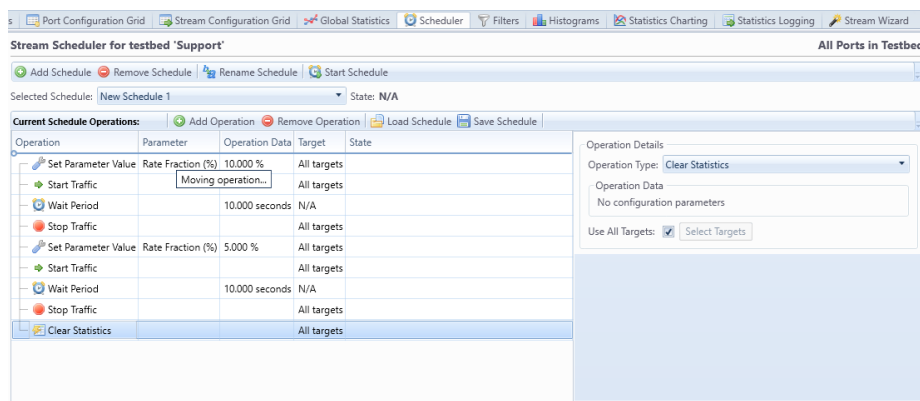 s Port Configuration Grid Stream Configuration Grid Global Statistics Scheduler Filters Histograms Statistics Charting Statistics Logging Stream Wizard
Stream Scheduler for testbed 'Support' All Ports in Testbed
Add Schedule Remove Schedule Rename Schedule Start Schedule
Selected Schedule: New Schedule 1 State: N/A
Current Schedule Operations: Add Operation Remove Operation Load Schedule Save Schedule
Operation Parameter Operation Data Target State
Set Parameter Value Rate Fraction (%) 10.000 % All targets
Moving operation...
Start Traffic All targets
Wait Period 10.000 seconds N/A
Stop Traffic All targets
Set Parameter Value Rate Fraction (%) 5.000 % All targets
Start Traffic All targets
Wait Period 10.000 seconds N/A
Stop Traffic All targets
Clear Statistics All targets
Operation Details
Operation Type: Clear Statistics
Operation Data
No configuration parameters
Use All Targets: Select Targets